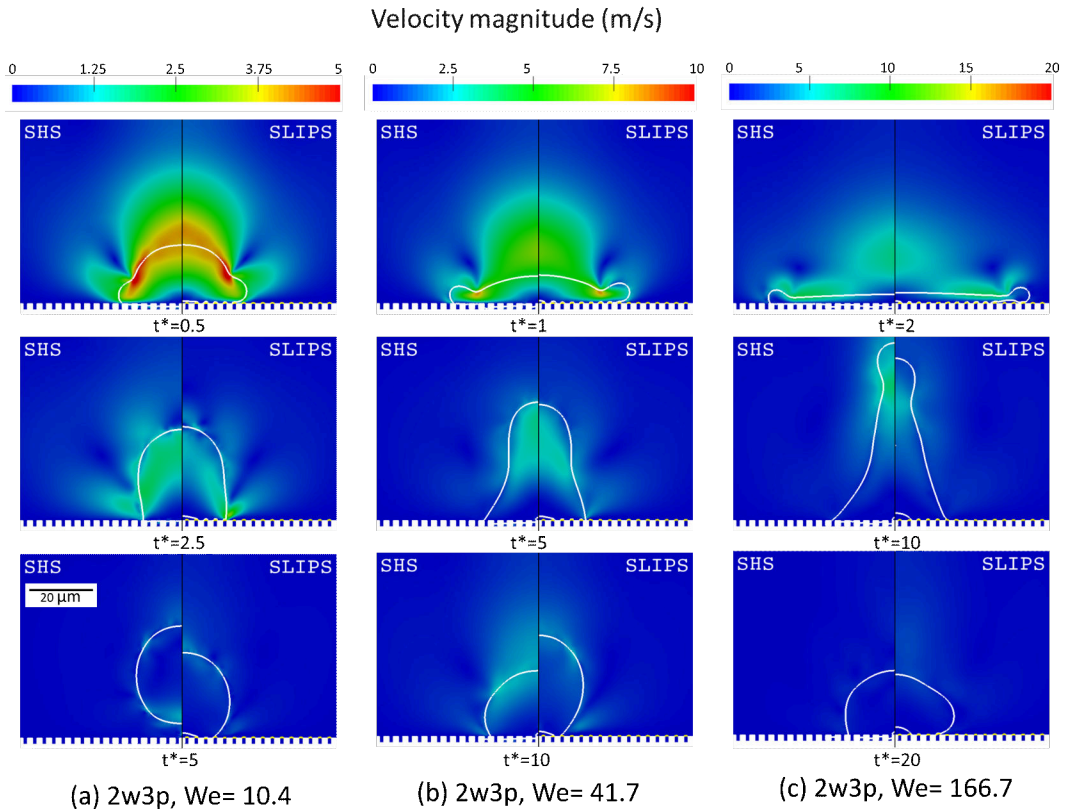 Velocity magnitude (m/s)
0 1.25 2.5 3.75 5
0 2.5 5 7.5 10
0 5 10 15 20
SHS SLIPS
SHS SLIPS
SHS SLIPS
t*=0.5
t*=1
t*=2
SHS SLIPS
SHS SLIPS
SHS SLIPS
t*=2.5
t*=5
t*=10
SHS SLIPS
SHS SLIPS
SHS SLIPS
20 μm
t*=5
t*=10
t*=20
(a) 2w3p, We= 10.4
(b) 2w3p, We= 41.7
(c) 2w3p, We= 166.7